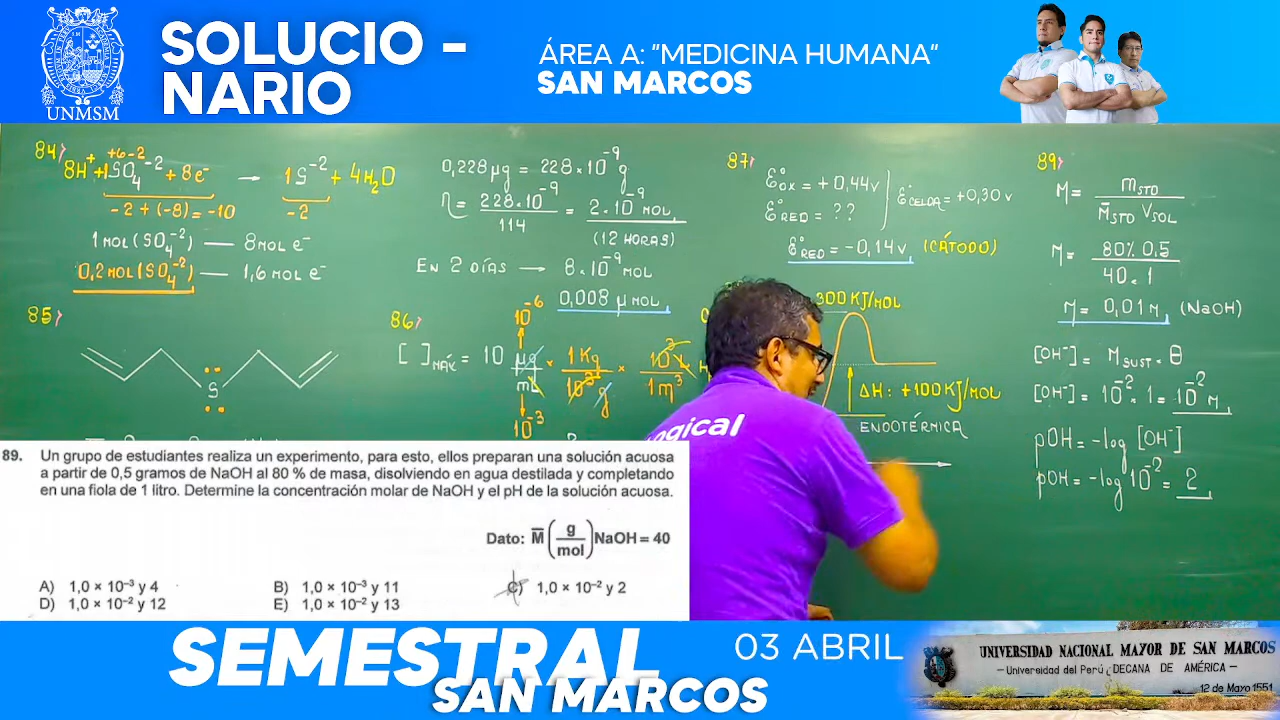 SOLUCIO -
NARIO
UNMSM
ÁREA A: "MEDICINA HUMANA"
SAN MARCOS
84)
+6 -2
8H⁺ + 1SO₄⁻² + 8e⁻ → 1S⁻² + 4H₂O
-2 + (-8) = -10
-2
1 MOL (SO₄⁻²) — 8 MOL e⁻
0,2 MOL (SO₄⁻²) — 1,6 MOL e⁻
0,228 µg = 228 × 10⁻⁹ g
η = 228·10⁻⁹ / 114 = 2·10⁻⁹ MOL / (12 HORAS)
EN 2 DÍAS → 8·10⁻⁹ MOL
0,008 µ MOL
85)
S
86)
10⁻⁶
[ ]MÁX = 10 µg/mL × 1 Kg/10³ g × 10³ L/1 m³
10⁻³
87)
Ɛ°OX = + 0,44 v
Ɛ°RED = ??
Ɛ°CELDA = +0,30 v
Ɛ°RED = -0,14 v (CÁTODO)
300 KJ/MOL
ΔH: +100 KJ/MOL
ENDOTÉRMICA
89)
M = mSTO / M̅STO VSOL
M = 80% 0,5 / 40 · 1
M = 0,01 M (NaOH)
[OH⁻] = MSUST · θ
[OH⁻] = 10⁻² · 1 = 10⁻² M
pOH = -log [OH⁻]
pOH = -log 10⁻² = 2
ogical
89. Un grupo de estudiantes realiza un experimento, para esto, ellos preparan una solución acuosa
a partir de 0,5 gramos de NaOH al 80 % de masa, disolviendo en agua destilada y completando
en una fiola de 1 litro. Determine la concentración molar de NaOH y el pH de la solución acuosa.
Dato: M̅ (g/mol) NaOH = 40
A) 1,0 × 10⁻³ y 4 B) 1,0 × 10⁻³ y 11 C) 1,0 × 10⁻² y 2
D) 1,0 × 10⁻² y 12 E) 1,0 × 10⁻² y 13
SEMESTRAL
SAN MARCOS
03 ABRIL
UNIVERSIDAD NACIONAL MAYOR DE SAN MARCOS
— Universidad del Perú, DECANA DE AMÉRICA —
12 de Mayo 1551